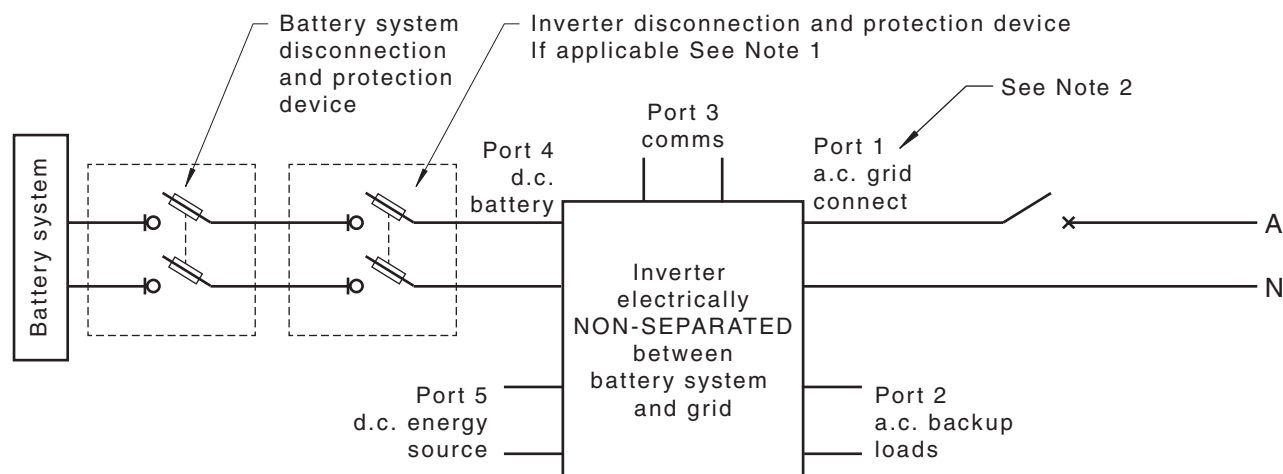 Battery system
disconnection
and protection
device
Inverter disconnection and protection device
If applicable See Note 1
See Note 2
Port 3
comms
Port 4
d.c.
battery
Port 1
a.c. grid
connect
Battery system
A
N
Inverter
electrically
NON-SEPARATED
between
battery system
and grid
Port 5
d.c. energy
source
Port 2
a.c. backup
loads